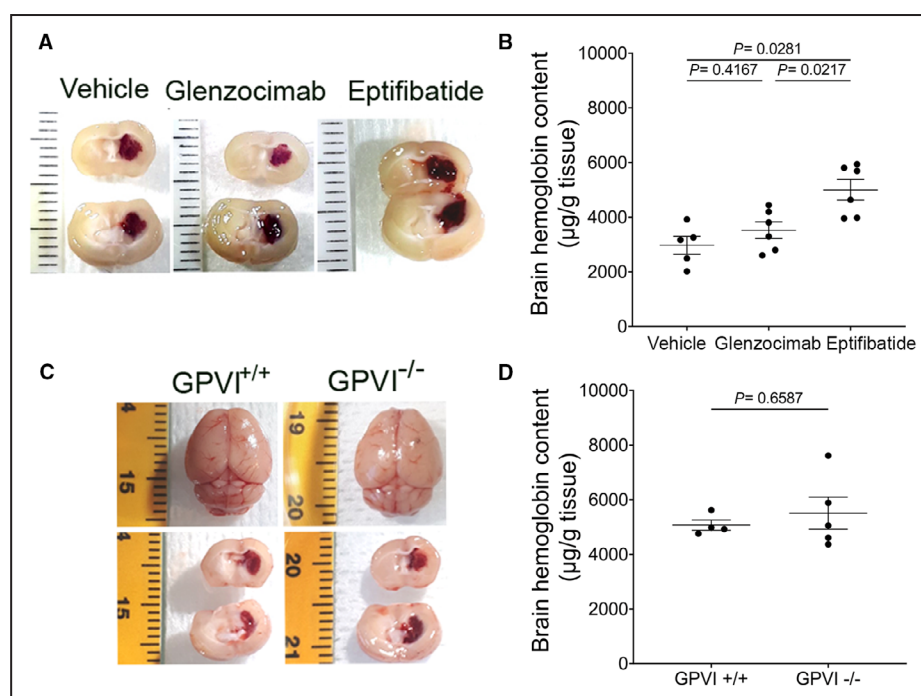 A
Vehicle Glenzocimab Eptifibatide
B
10000
8000
6000
4000
2000
0
Brain hemoglobin content
(µg/g tissue)
P= 0.0281
P= 0.4167 P= 0.0217
Vehicle Glenzocimab Eptifibatide
C
GPVI+/+ GPVI-/-
4
15
19
20
15
20
21
D
10000
8000
6000
4000
2000
0
Brain hemoglobin content
(µg/g tissue)
P= 0.6587
GPVI +/+ GPVI -/-